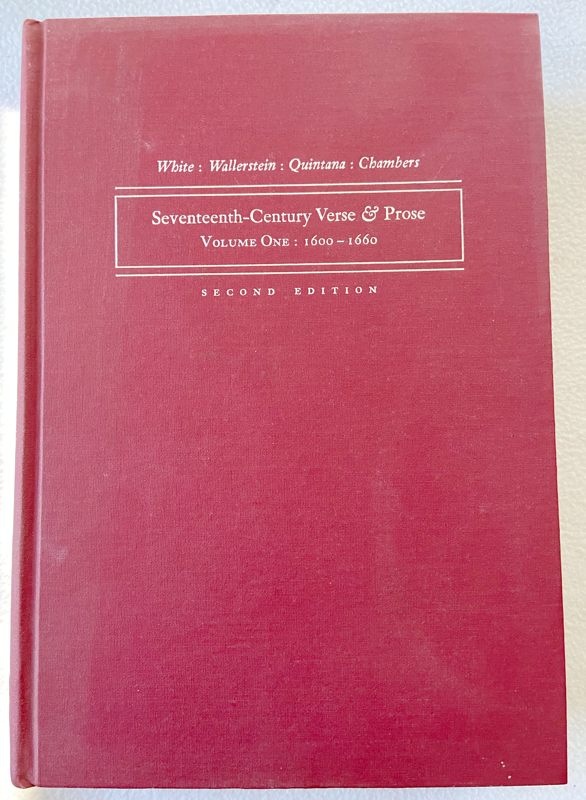 White : Wallerstein : Quintana : Chambers
Seventeenth-Century Verse & Prose
Volume One : 1600 – 1660
SECOND EDITION